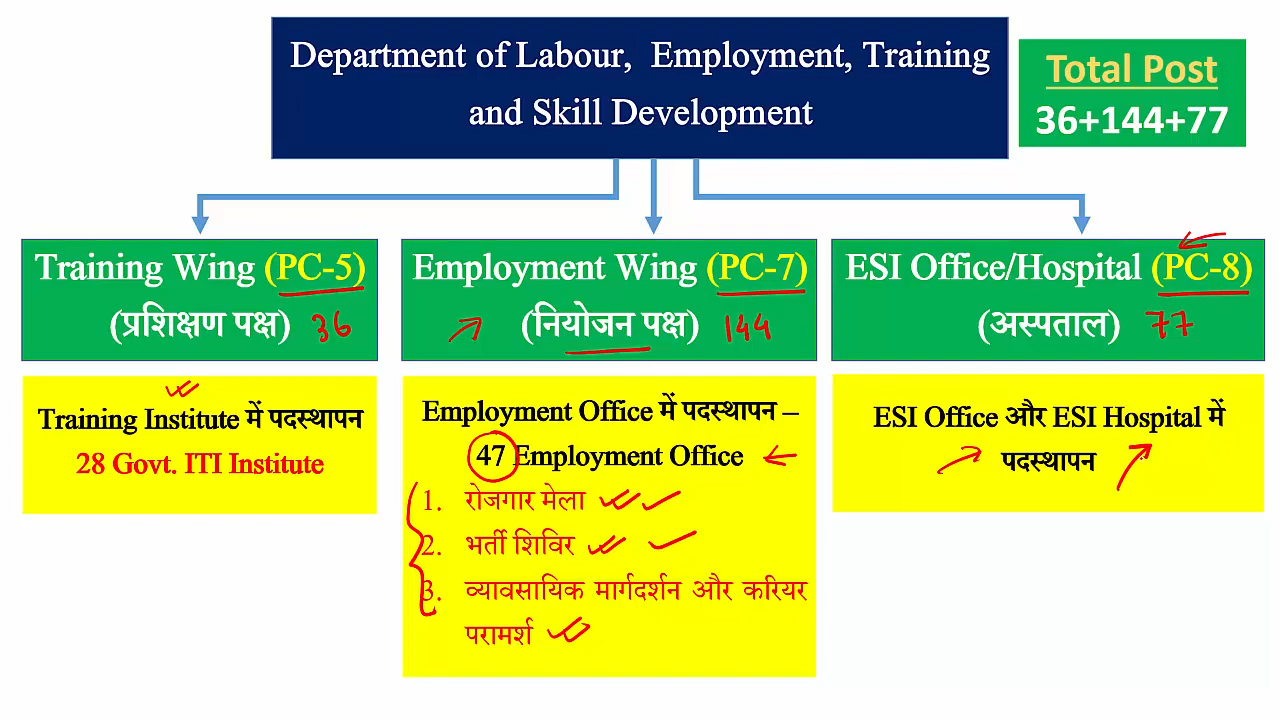 Department of Labour, Employment, Training
and Skill Development
Total Post
36+144+77
Training Wing (PC-5)
(प्रशिक्षण पक्ष) 36
Employment Wing (PC-7)
(नियोजन पक्ष) 144
ESI Office/Hospital (PC-8)
(अस्पताल) 77
Training Institute में पदस्थापन
28 Govt. ITI Institute
Employment Office में पदस्थापन –
47 Employment Office
1. रोजगार मेला
2. भर्ती शिविर
3. व्यावसायिक मार्गदर्शन और करियर
परामर्श
ESI Office और ESI Hospital में
पदस्थापन